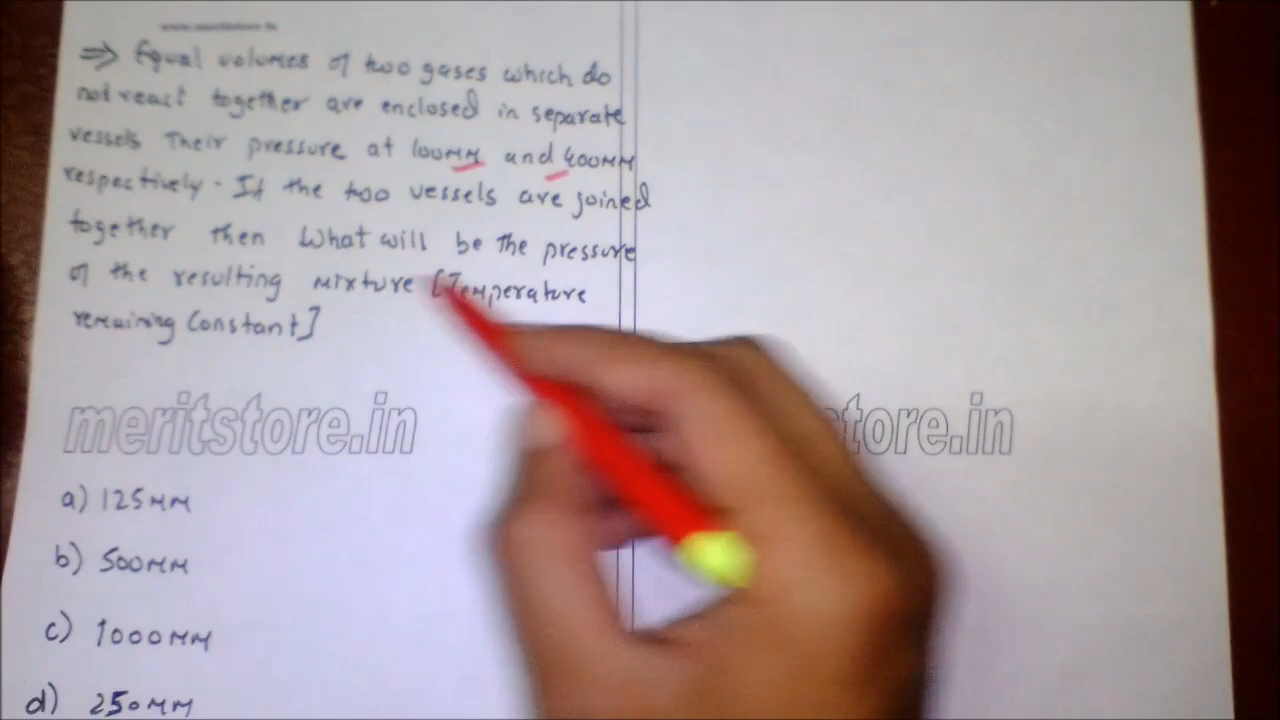 ⇒ Equal volumes of two gases which do
not react together are enclosed in separate
vessels Their pressure at 100MM and 400MM
respectively. If the two vessels are joined
together then What will be the pressure
of the resulting Mixture [Temperature
remaining Constant]
meritstore.in
store.in
a) 125MM
b) 500MM
c) 1000MM
d) 250MM